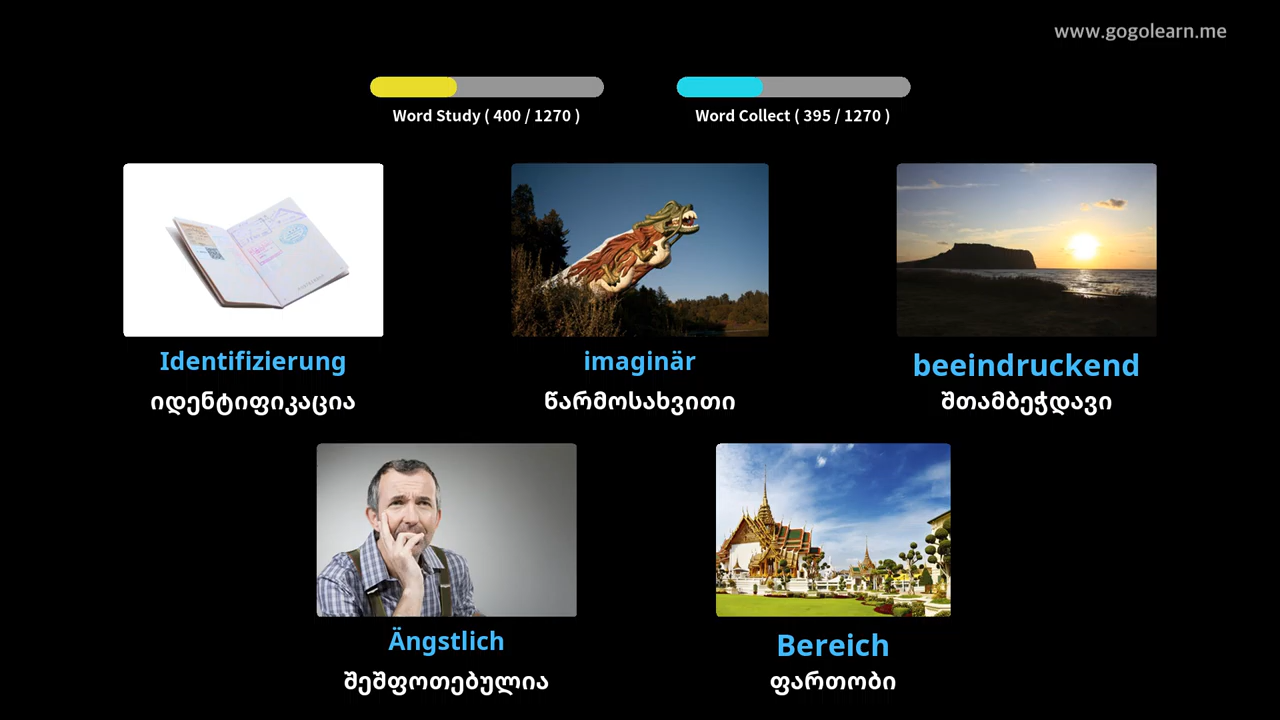 www.gogolearn.me
Word Study ( 400 / 1270 )
Word Collect ( 395 / 1270 )
Identifizierung
იდენტიფიკაცია
imaginär
წარმოსახვითი
beeindruckend
შთამბეჭდავი
Ängstlich
შეშფოთებულია
Bereich
ფართობი